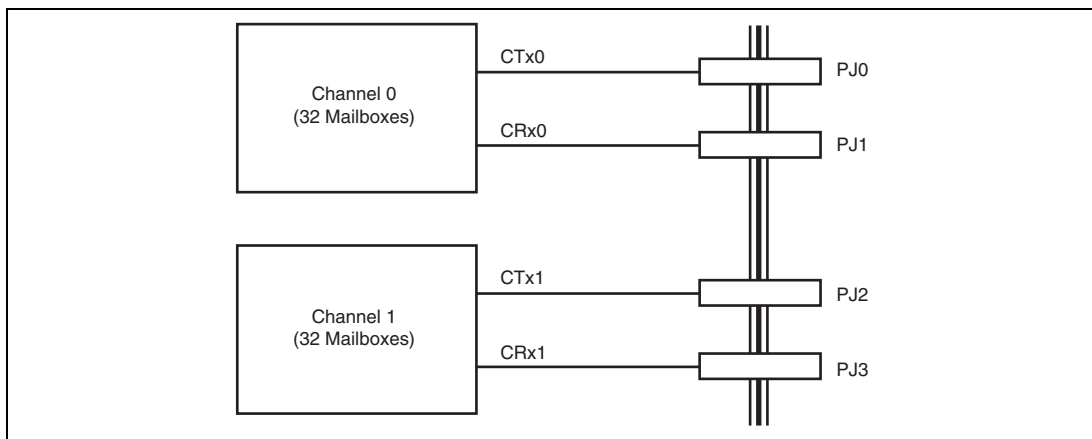 Channel 0
(32 Mailboxes)
CTx0
PJ0
CRx0
PJ1
Channel 1
(32 Mailboxes)
CTx1
PJ2
CRx1
PJ3